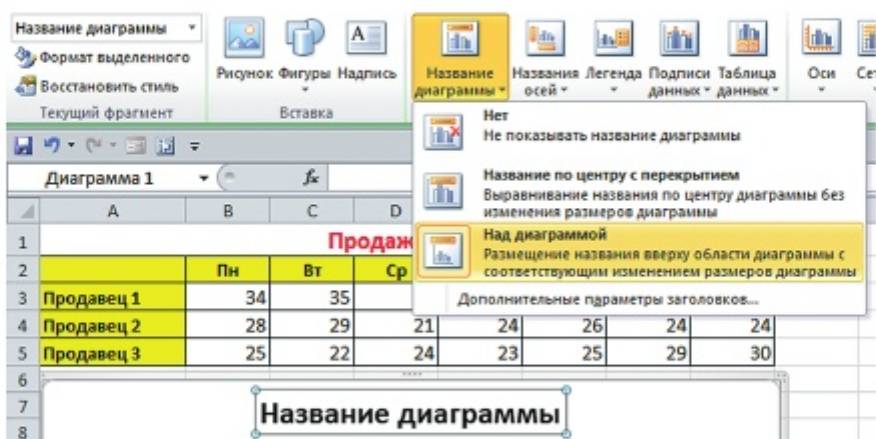 Название диаграммы
Формат выделенного
Восстановить стиль
Текущий фрагмент
Рисунок Фигуры Надпись
Вставка
Название диаграммы
Названия осей
Легенда
Подписи данных
Таблица данных
Оси
Нет
Не показывать название диаграммы
Название по центру с перекрытием
Выравнивание названия по центру диаграммы без
изменения размеров диаграммы
Над диаграммой
Размещение названия вверху области диаграммы с
соответствующим изменением размеров диаграммы
Дополнительные параметры заголовков...
Диаграмма 1 fx
A B C D
1
2 Пн Вт Ср
3 Продавец 1 34 35
4 Продавец 2 28 29 21 24 26 24 24
5 Продавец 3 25 22 24 23 25 29 30
6
7 Название диаграммы
8